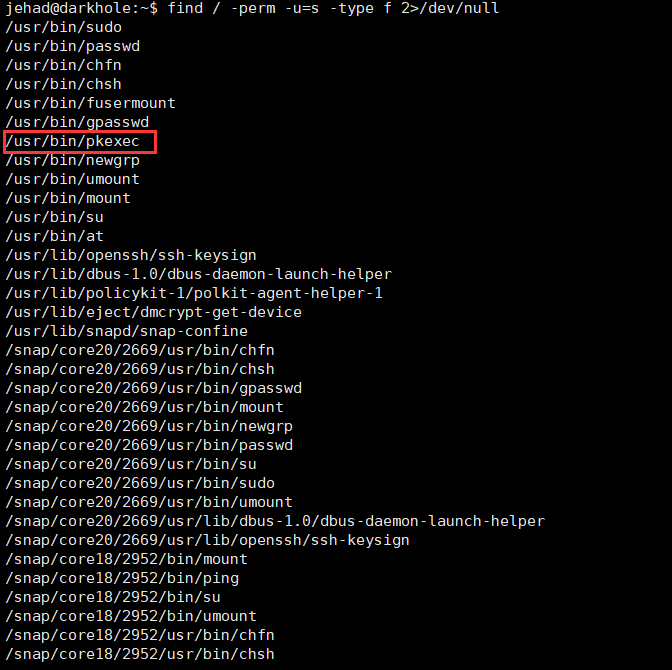 jehad@darkhole:~$ find / -perm -u=s -type f 2>/dev/null
/usr/bin/sudo
/usr/bin/passwd
/usr/bin/chfn
/usr/bin/chsh
/usr/bin/fusermount
/usr/bin/gpasswd
/usr/bin/pkexec
/usr/bin/newgrp
/usr/bin/umount
/usr/bin/mount
/usr/bin/su
/usr/bin/at
/usr/lib/openssh/ssh-keysign
/usr/lib/dbus-1.0/dbus-daemon-launch-helper
/usr/lib/policykit-1/polkit-agent-helper-1
/usr/lib/eject/dmcrypt-get-device
/usr/lib/snapd/snap-confine
/snap/core20/2669/usr/bin/chfn
/snap/core20/2669/usr/bin/chsh
/snap/core20/2669/usr/bin/gpasswd
/snap/core20/2669/usr/bin/mount
/snap/core20/2669/usr/bin/newgrp
/snap/core20/2669/usr/bin/passwd
/snap/core20/2669/usr/bin/su
/snap/core20/2669/usr/bin/sudo
/snap/core20/2669/usr/bin/umount
/snap/core20/2669/usr/lib/dbus-1.0/dbus-daemon-launch-helper
/snap/core20/2669/usr/lib/openssh/ssh-keysign
/snap/core18/2952/bin/mount
/snap/core18/2952/bin/ping
/snap/core18/2952/bin/su
/snap/core18/2952/bin/umount
/snap/core18/2952/usr/bin/chfn
/snap/core18/2952/usr/bin/chsh